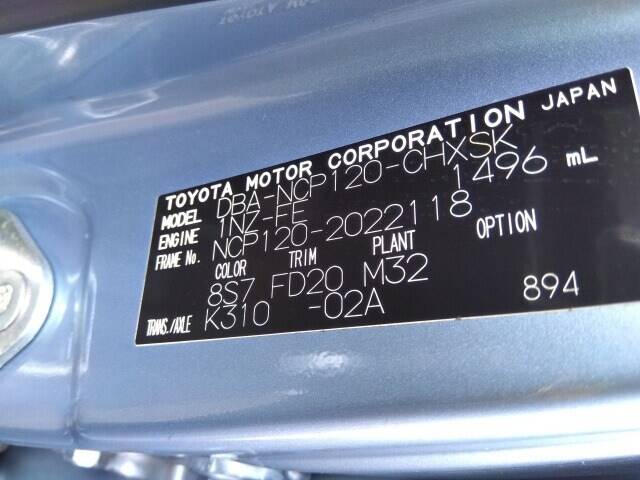 TOYOTA MOTOR CORPORATION JAPAN
MODEL DBA-NCP120-CHXSK
ENGINE 1NZ-FE 1496 mL
FRAME No. NCP120-2022118
COLOR TRIM PLANT OPTION
8S7 FD20 M32
TRANS./AXLE K310 -02A 894